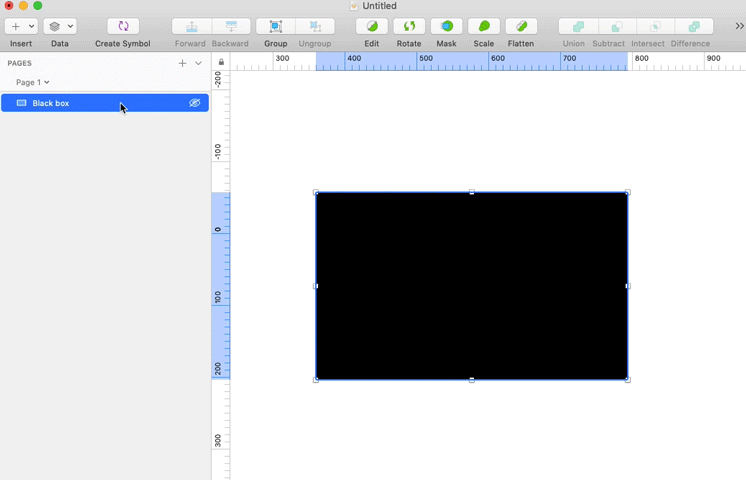 Untitled
Insert Data Create Symbol Forward Backward Group Ungroup Edit Rotate Mask Scale Flatten Union Subtract Intersect Difference
PAGES
Page 1
Black box
300 400 500 600 700 800 900
-200
-100
0
100
200
300